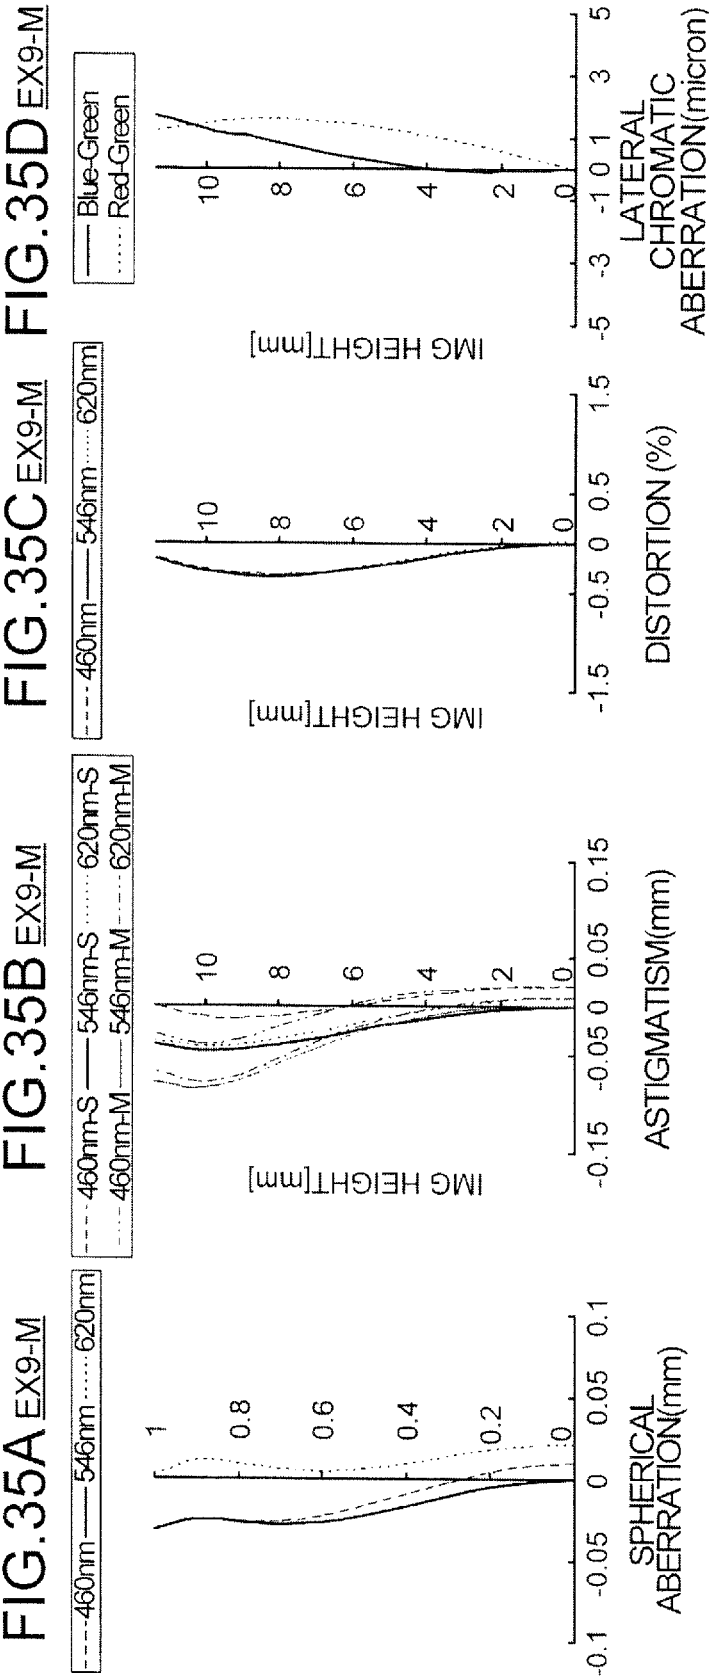 FIG.35A EX9-M
460nm 546nm 620nm
1
0.8
0.6
0.4
0.2
0
-0.1 -0.05 0 0.05 0.1
SPHERICAL
ABERRATION(mm)
FIG.35B EX9-M
460nm-S 546nm-S 620nm-S
460nm-M 546nm-M 620nm-M
IMG HEIGHT[mm]
10
8
6
4
2
0
-0.15 -0.05 0 0.05 0.15
ASTIGMATISM(mm)
FIG.35C EX9-M
460nm 546nm 620nm
IMG HEIGHT[mm]
10
8
6
4
2
0
-1.5 -0.5 0 0.5 1.5
DISTORTION (%)
FIG.35D EX9-M
Blue-Green
Red-Green
IMG HEIGHT[mm]
10
8
6
4
2
0
-5 -3 -1 0 1 3 5
LATERAL
CHROMATIC
ABERRATION(micron)